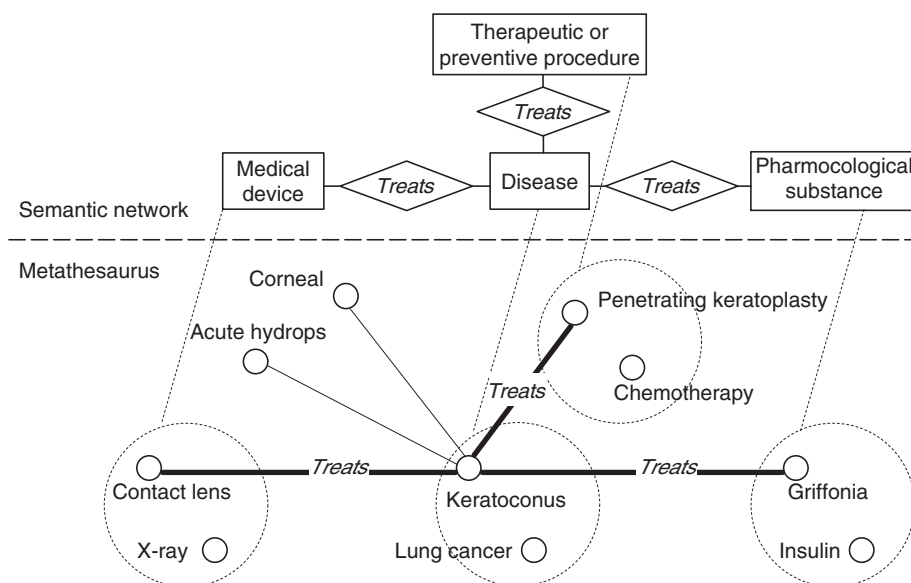 Therapeutic or
preventive procedure
Treats
Medical
device
Treats
Disease
Treats
Pharmocological
substance
Semantic network
Metathesaurus
Corneal
Penetrating keratoplasty
Acute hydrops
Treats
Chemotherapy
Treats
Treats
Contact lens
Keratoconus
Griffonia
X-ray
Lung cancer
Insulin